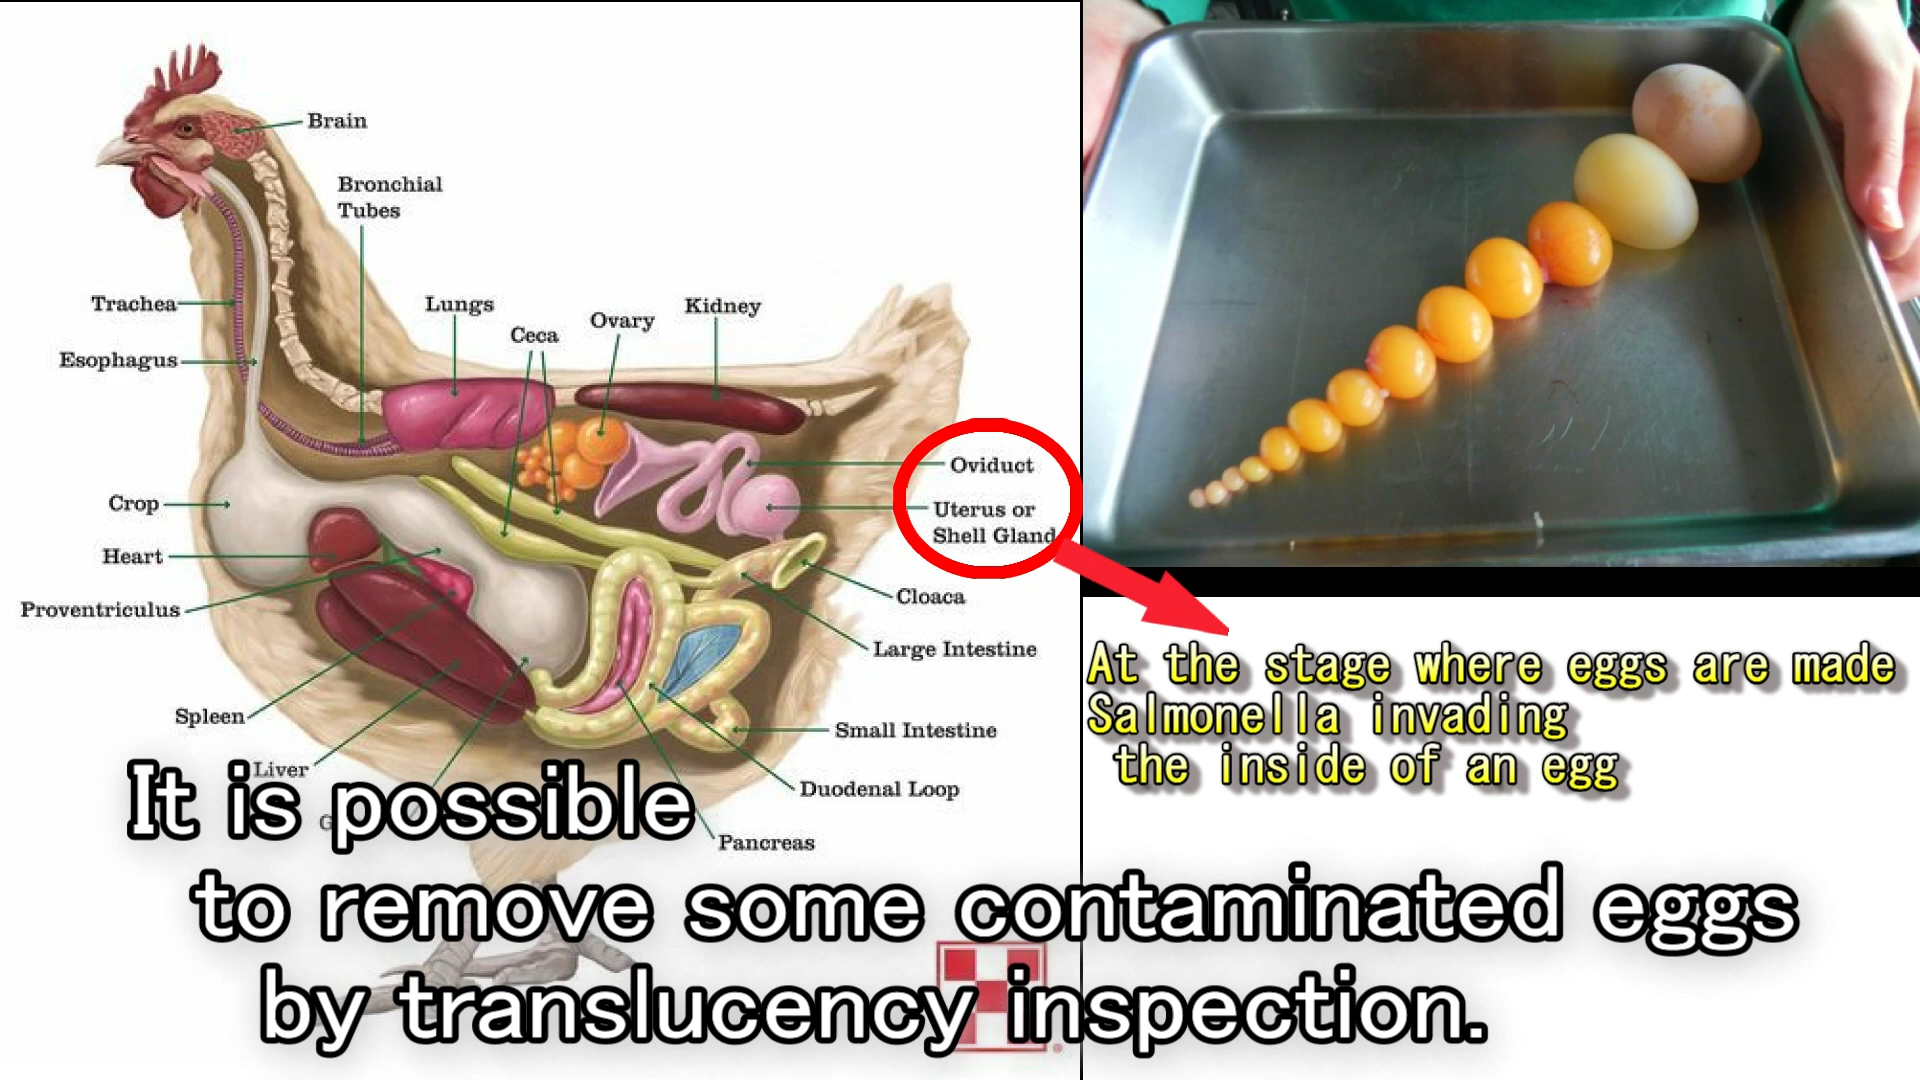 Brain
Bronchial
Tubes
Trachea
Lungs
Ceca
Ovary
Kidney
Esophagus
Oviduct
Crop
Uterus or
Shell Gland
Heart
Cloaca
Proventriculus
Large Intestine
Spleen
Small Intestine
Liver
Duodenal Loop
Pancreas
At the stage where eggs are made
Salmonella invading
the inside of an egg
It is possible
to remove some contaminated eggs
by translucency inspection.